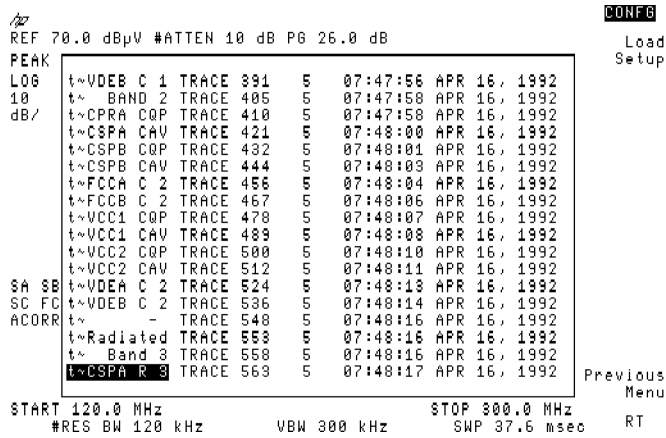 hp
CONFG
REF 70.0 dBµV #ATTEN 10 dB PG 26.0 dB
Load
Setup
PEAK
LOG
10
dB/
t~VDEB C 1 TRACE 391 5 07:47:56 APR 16, 1992
t~ BAND 2 TRACE 405 5 07:47:58 APR 16, 1992
t~CPRA CQP TRACE 410 5 07:47:58 APR 16, 1992
t~CSPA CAV TRACE 421 5 07:48:00 APR 16, 1992
t~CSPB CQP TRACE 432 5 07:48:01 APR 16, 1992
t~CSPB CAV TRACE 444 5 07:48:03 APR 16, 1992
t~FCCA C 2 TRACE 456 5 07:48:04 APR 16, 1992
t~FCCB C 2 TRACE 467 5 07:48:06 APR 16, 1992
t~VCC1 CQP TRACE 478 5 07:48:07 APR 16, 1992
t~VCC1 CAV TRACE 489 5 07:48:08 APR 16, 1992
t~VCC2 CQP TRACE 500 5 07:48:10 APR 16, 1992
t~VCC2 CAV TRACE 512 5 07:48:11 APR 16, 1992
t~VDEA C 2 TRACE 524 5 07:48:13 APR 16, 1992
t~VDEB C 2 TRACE 536 5 07:48:14 APR 16, 1992
t~ - TRACE 548 5 07:48:16 APR 16, 1992
t~Radiated TRACE 553 5 07:48:16 APR 16, 1992
t~ Band 3 TRACE 558 5 07:48:16 APR 16, 1992
t~CSPA R 3 TRACE 563 5 07:48:17 APR 16, 1992
SA SB
SC FC
ACORR
Previous
Menu
START 120.0 MHz STOP 300.0 MHz
#RES BW 120 kHz VBW 300 kHz SWP 37.6 msec
RT